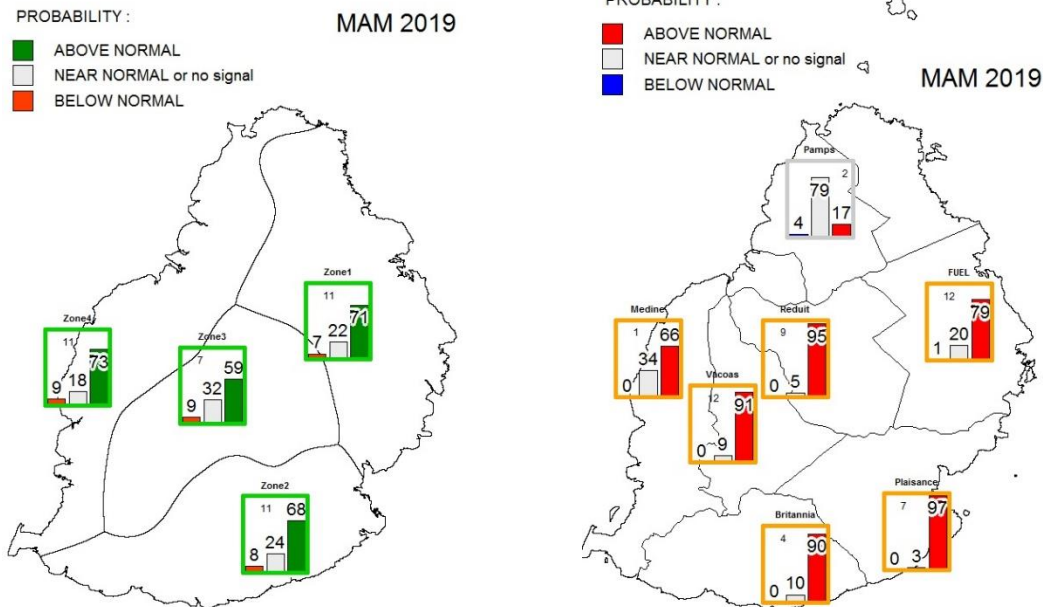 PROBABILITY :
MAM 2019
ABOVE NORMAL
NEAR NORMAL or no signal
BELOW NORMAL
Zone1
11
7 22 71
Zone4
11
9 18 73
Zone3
7
9 32 59
Zone2
11
8 24 68
PROBABILITY :
ABOVE NORMAL
NEAR NORMAL or no signal
BELOW NORMAL
MAM 2019
Pamps
2
4 79 17
FUEL
12
1 20 79
Medine
1
0 34 66
Reduit
9
0 5 95
Vacoas
12
0 9 91
Plaisance
7
0 3 97
Britannia
4
0 10 90